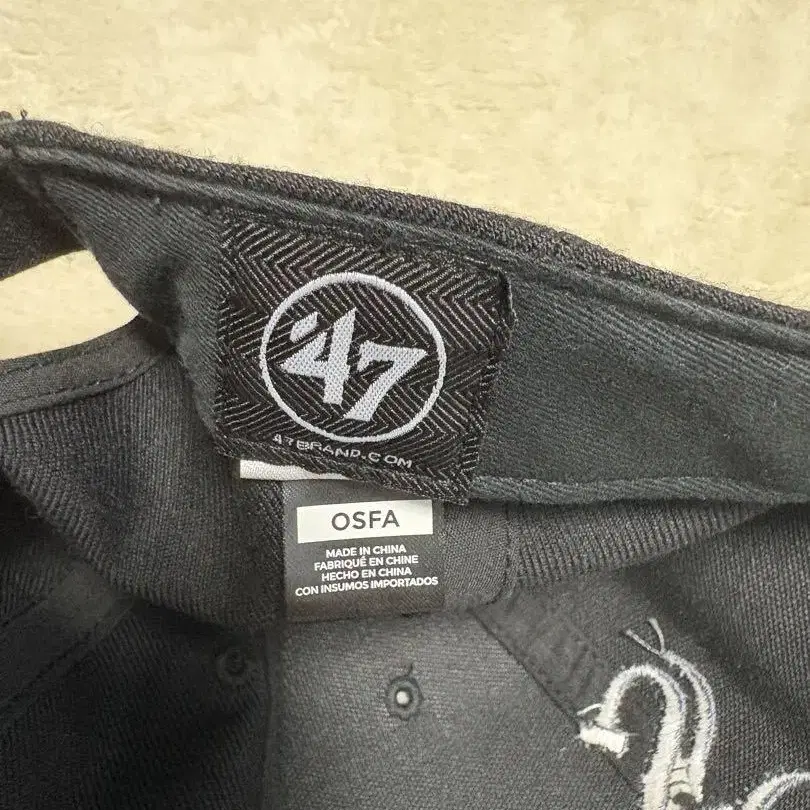 '47
47BRAND.COM
OSFA
MADE IN CHINA
FABRIQUÉ EN CHINE
HECHO EN CHINA
CON INSUMOS IMPORTADOS